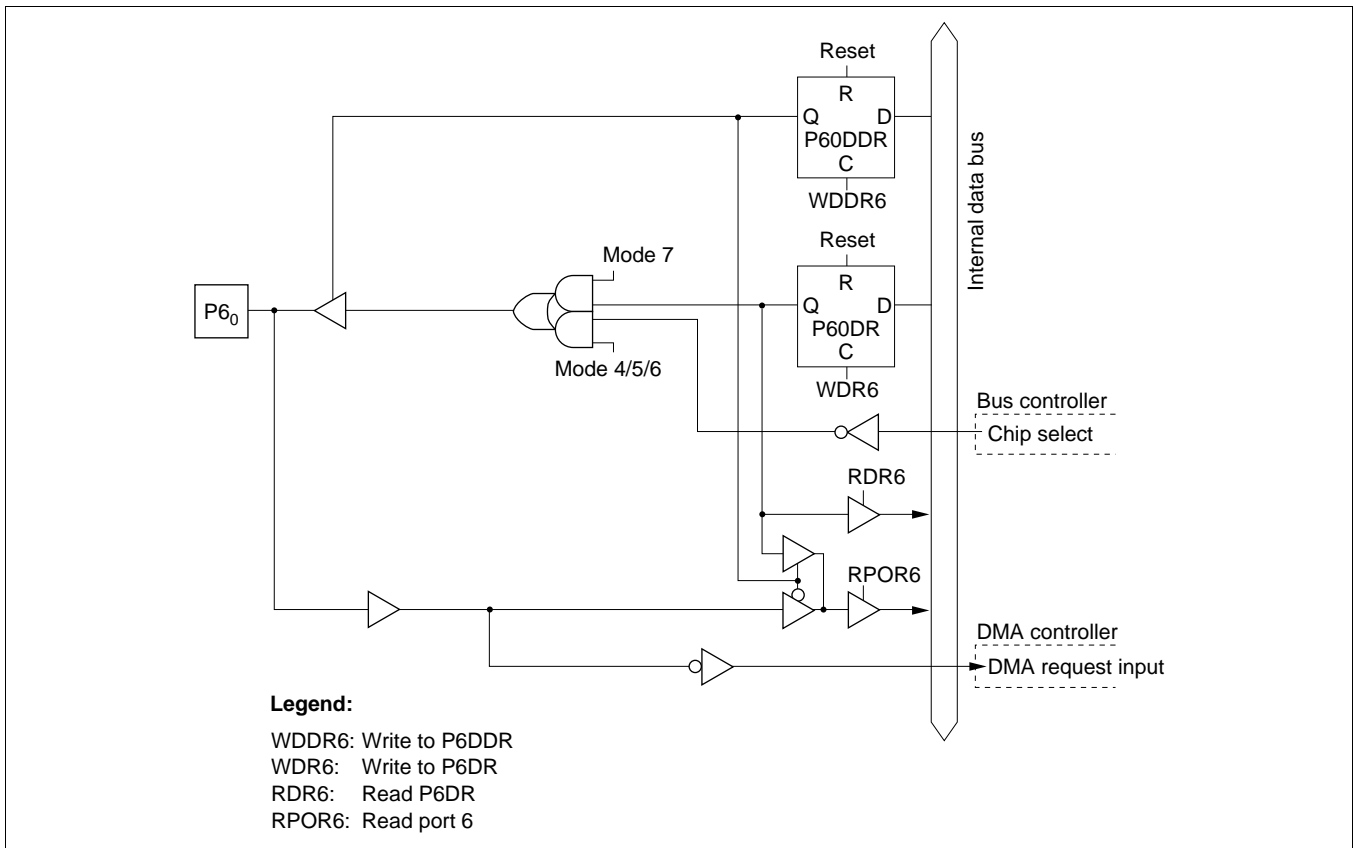 Reset
R
Q D
P60DDR
C
WDDR6
Internal data bus
Reset
Mode 7
R
Q D
P6₀
P60DR
C
Mode 4/5/6
WDR6
Bus controller
Chip select
RDR6
RPOR6
DMA controller
DMA request input
Legend:
WDDR6: Write to P6DDR
WDR6: Write to P6DR
RDR6: Read P6DR
RPOR6: Read port 6